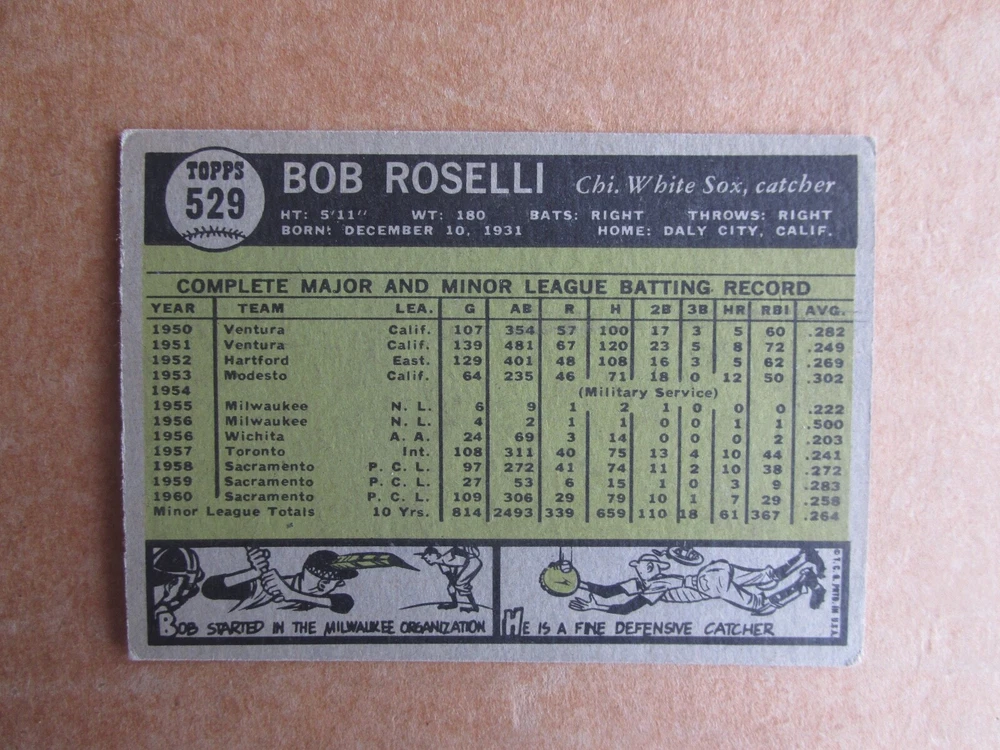 TOPPS
529
BOB ROSELLI Chi. White Sox, catcher
HT: 5'11" WT: 180 BATS: RIGHT THROWS: RIGHT
BORN: DECEMBER 10, 1931 HOME: DALY CITY, CALIF.
COMPLETE MAJOR AND MINOR LEAGUE BATTING RECORD
YEAR TEAM LEA. G AB R H 2B 3B HR RBI AVG.
1950 Ventura Calif. 107 354 57 100 17 3 5 60 .282
1951 Ventura Calif. 139 481 67 120 23 5 8 72 .249
1952 Hartford East. 129 401 48 108 16 3 5 62 .269
1953 Modesto Calif. 64 235 46 71 18 0 12 50 .302
1954 (Military Service)
1955 Milwaukee N. L. 6 9 1 2 1 0 0 0 .222
1956 Milwaukee N. L. 4 2 1 1 0 0 1 1 .500
1956 Wichita A. A. 24 69 3 14 0 0 0 2 .203
1957 Toronto Int. 108 311 40 75 13 4 10 44 .241
1958 Sacramento P. C. L. 97 272 41 74 11 2 10 38 .272
1959 Sacramento P. C. L. 27 53 6 15 1 0 3 9 .283
1960 Sacramento P. C. L. 109 306 29 79 10 1 7 29 .258
Minor League Totals 10 Yrs. 814 2493 339 659 110 18 61 367 .264
BOB STARTED IN THE MILWAUKEE ORGANIZATION
HE IS A FINE DEFENSIVE CATCHER
© T. C. G. PRTD. IN U.S.A.